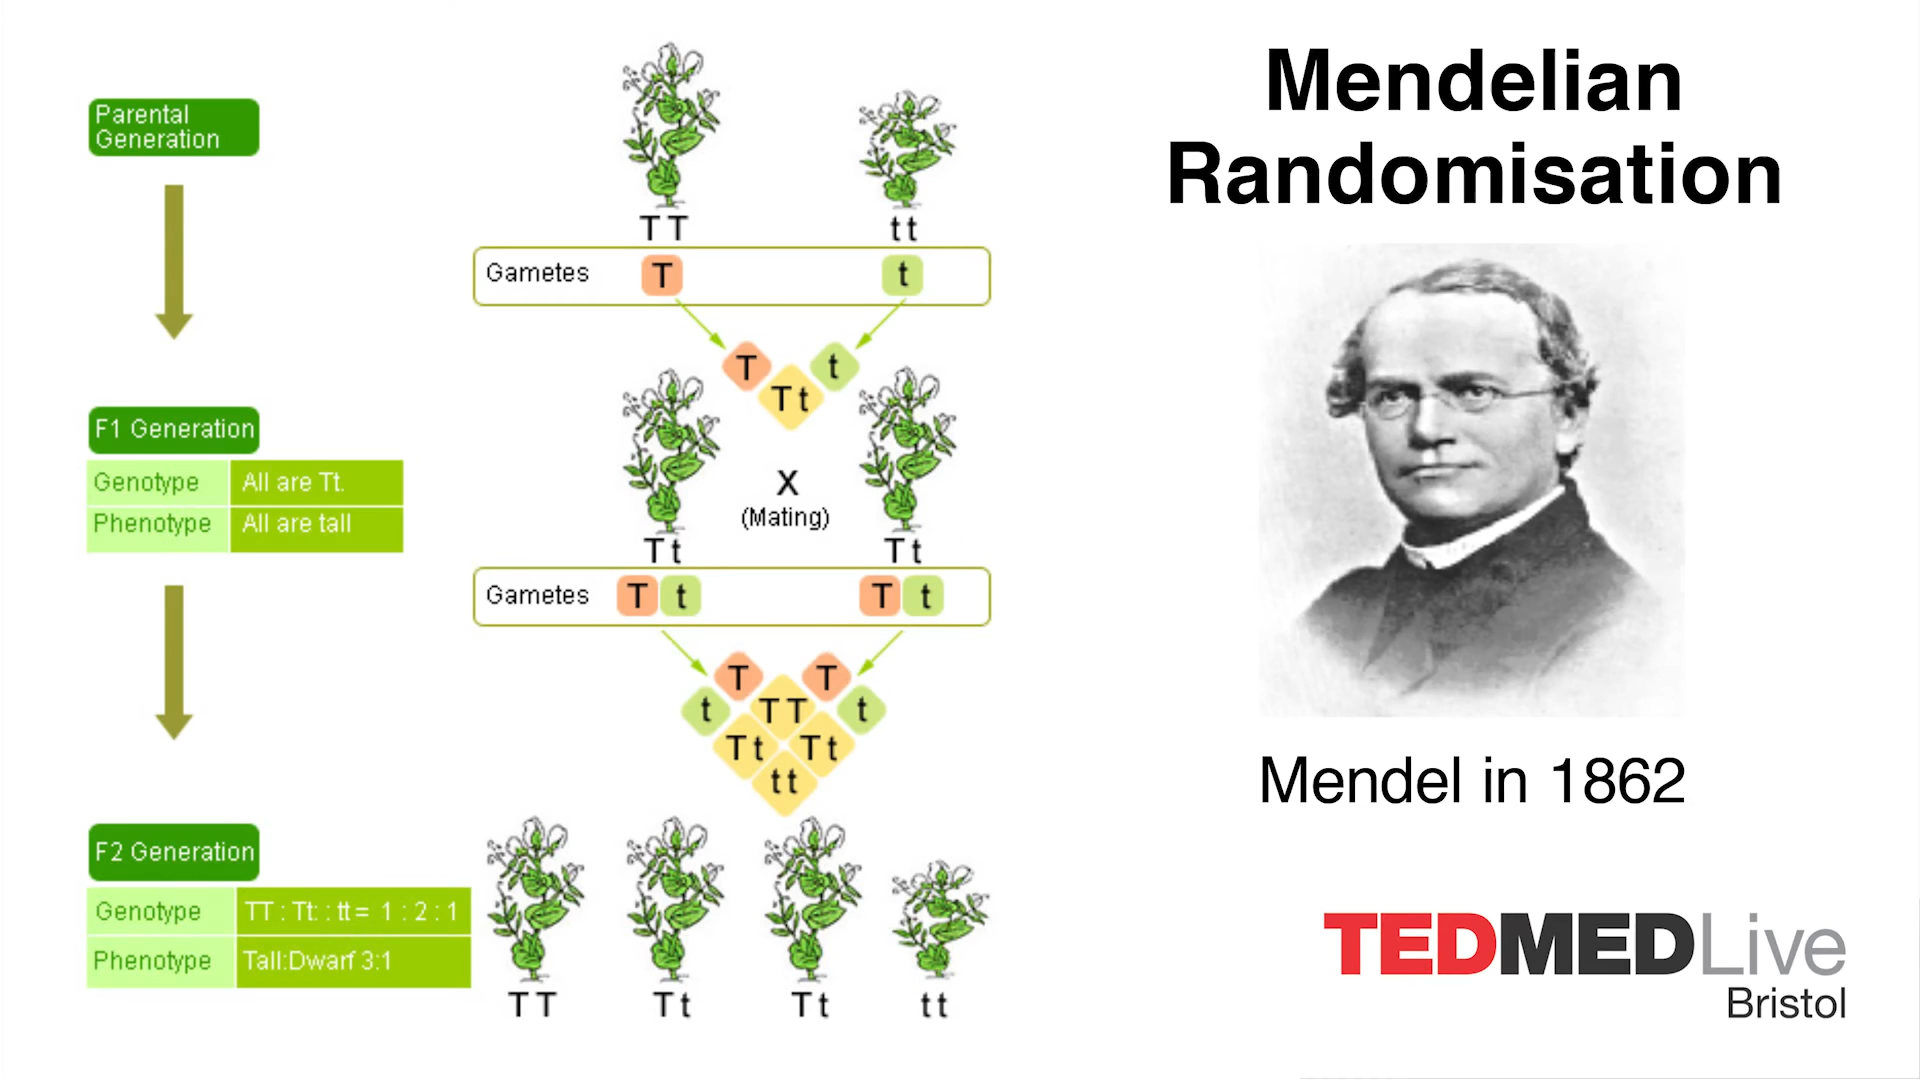 Mendelian
Randomisation
Parental
Generation
TT
tt
Gametes
T
t
T
t
Tt
F1 Generation
Genotype
All are Tt.
Phenotype
All are tall
X
(Mating)
Tt
Tt
Gametes
T
t
T
t
T
T
t
TT
t
Tt
Tt
tt
F2 Generation
Genotype
TT : Tt : : tt = 1 : 2 : 1
Phenotype
Tall:Dwarf 3:1
TT
Tt
Tt
tt
Mendel in 1862
TEDMEDLive
Bristol